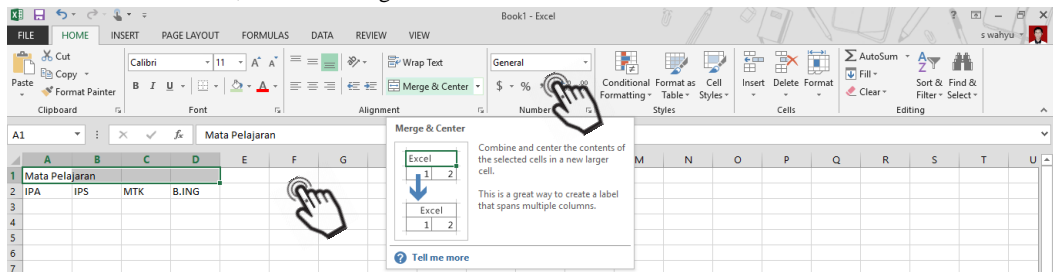 Book1 - Excel
s wahyu
FILE HOME INSERT PAGE LAYOUT FORMULAS DATA REVIEW VIEW
Paste
Cut
Copy
Format Painter
Clipboard
Calibri 11
B I U
Font
Wrap Text
Merge & Center
Alignment
General
$ %
Number
Conditional Formatting
Format as Table
Cell Styles
Styles
Insert Delete Format
Cells
AutoSum
Fill
Clear
Sort & Filter
Find & Select
Editing
A1 fx Mata Pelajaran
A B C D E F G M N O P Q R S T U
1 Mata Pelajaran
2 IPA IPS MTK B.ING
3
4
5
6
7
Merge & Center
Excel
1 2
Excel
1 2
Combine and center the contents of
the selected cells in a new larger
cell.
This is a great way to create a label
that spans multiple columns.
Tell me more